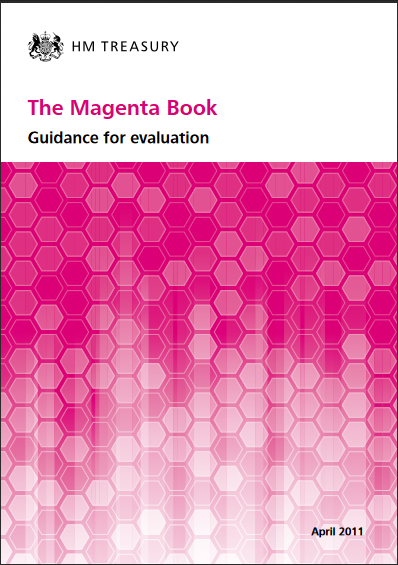 HM TREASURY
The Magenta Book
Guidance for evaluation
April 2011